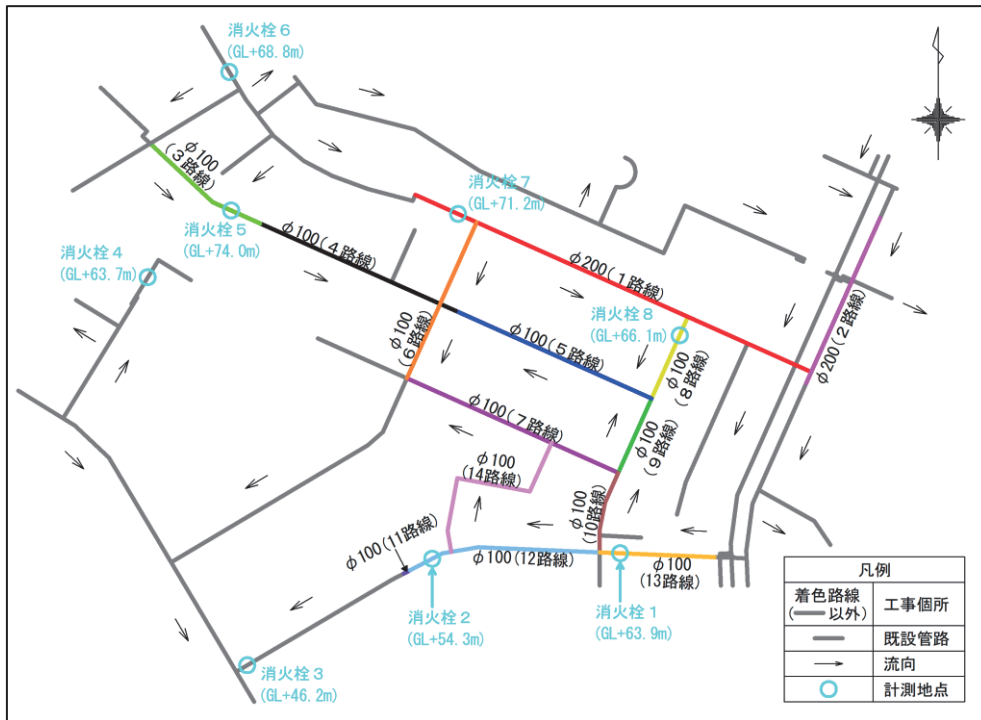 消火栓6
(GL+68.8m)
φ100
(3路線)
消火栓7
(GL+71.2m)
消火栓5
(GL+74.0m)
消火栓4
(GL+63.7m)
φ100(4路線)
φ200(1路線)
消火栓8
(GL+66.1m)
φ200(2路線)
φ100
(6路線)
φ100(5路線)
φ100
(8路線)
φ100(7路線)
φ100
(9路線)
φ100
(14路線)
φ100
(10路線)
φ100(11路線)
φ100(12路線)
φ100
(13路線)
消火栓2
(GL+54.3m)
消火栓1
(GL+63.9m)
消火栓3
(GL+46.2m)
凡例
着色路線
(━以外)
工事個所
既設管路
流向
計測地点